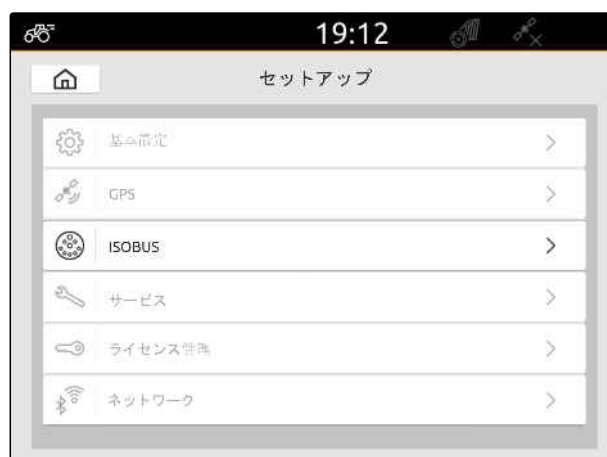 19:12
セットアップ
基本設定
GPS
ISOBUS
サービス
ライセンス管理
ネットワーク